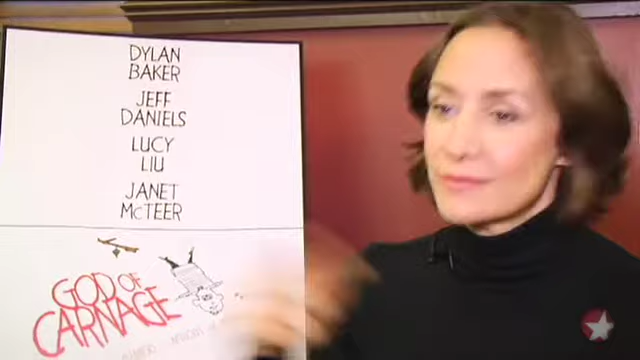 DYLAN
BAKER
JEFF
DANIELS
LUCY
LIU
JANET
McTEER
GOD OF
CARNAGE